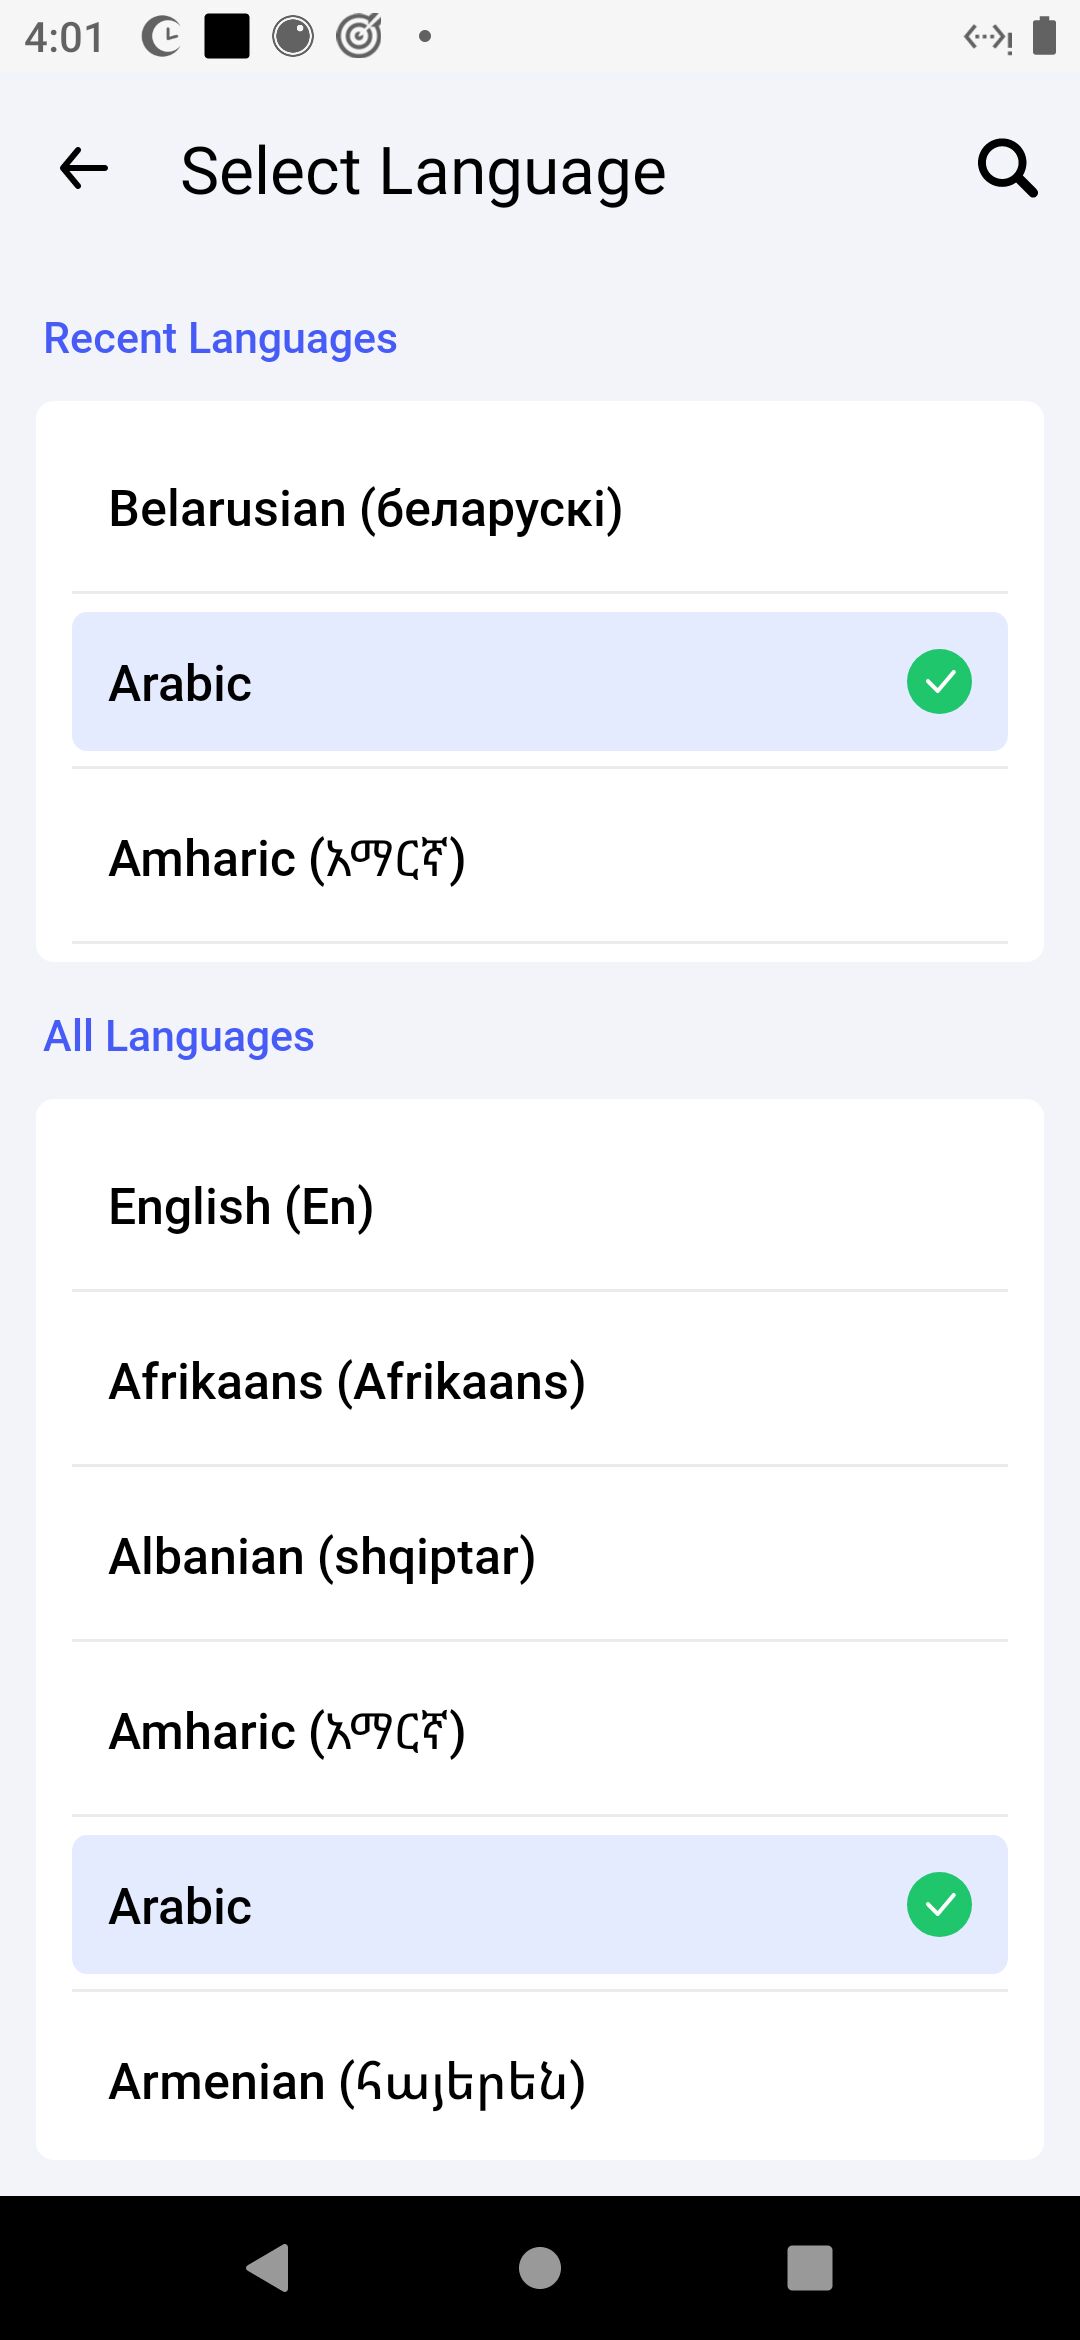 4:01
Select Language
Recent Languages
Belarusian (беларускі)
Arabic
Amharic (አማርኛ)
All Languages
English (En)
Afrikaans (Afrikaans)
Albanian (shqiptar)
Amharic (አማርኛ)
Arabic
Armenian (հայերեն)